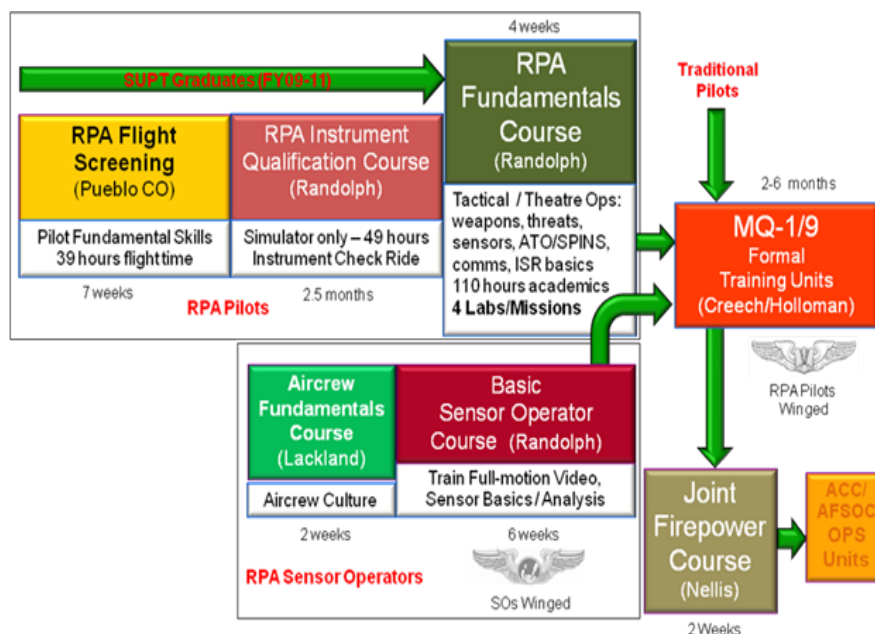 4 weeks
SUPT Graduates (FY09-11)
RPA
Fundamentals
Course
(Randolph)
Traditional
Pilots
RPA Flight
Screening
(Pueblo CO)
RPA Instrument
Qualification Course
(Randolph)
Pilot Fundamental Skills
39 hours flight time
Simulator only – 49 hours
Instrument Check Ride
Tactical / Theatre Ops:
weapons, threats,
sensors, ATO/SPINS,
comms, ISR basics
110 hours academics
4 Labs/Missions
7 weeks
2.5 months
RPA Pilots
2-6 months
MQ-1/9
Formal
Training Units
(Creech/Holloman)
RPA Pilots
Winged
Aircrew
Fundamentals
Course
(Lackland)
Basic
Sensor Operator
Course (Randolph)
Aircrew Culture
Train Full-motion Video,
Sensor Basics / Analysis
2 weeks
6 weeks
RPA Sensor Operators
SOs Winged
Joint
Firepower
Course
(Nellis)
2 Weeks
ACC/
AFSOC
OPS
Units